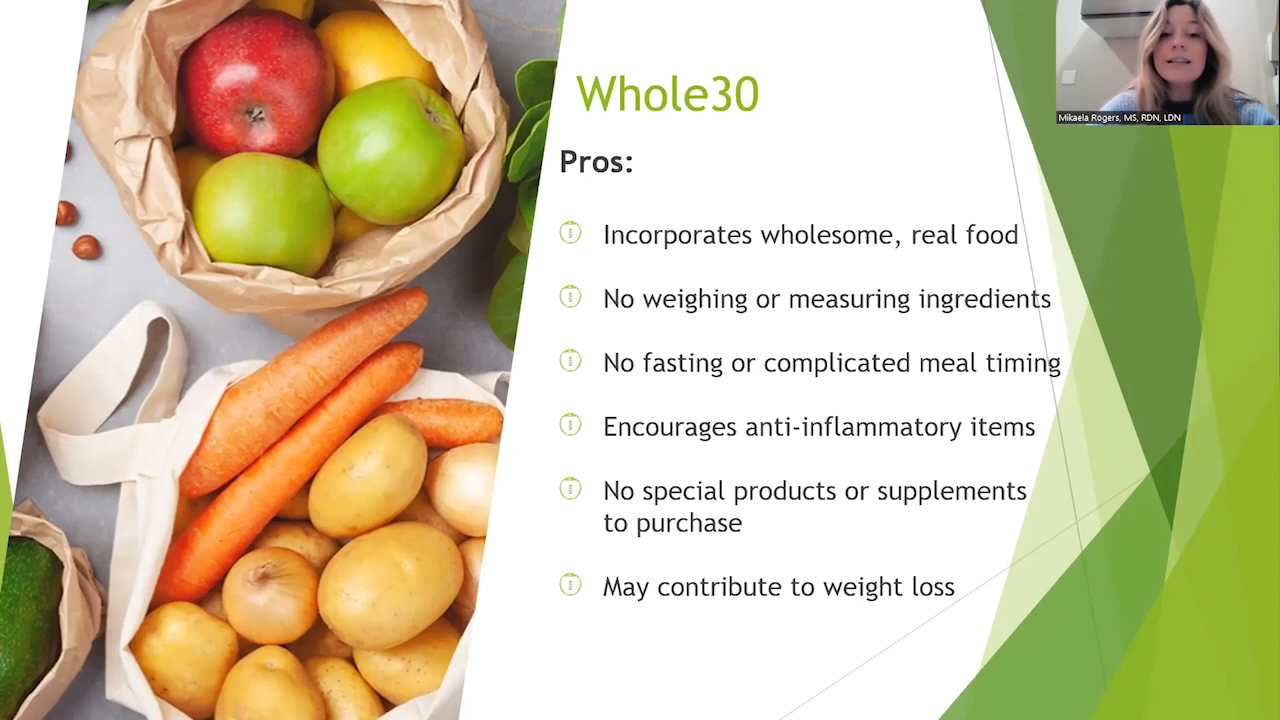 Whole30
Mikaela Rogers, MS, RDN, LDN
Pros:
Incorporates wholesome, real food
No weighing or measuring ingredients
No fasting or complicated meal timing
Encourages anti-inflammatory items
No special products or supplements
to purchase
May contribute to weight loss